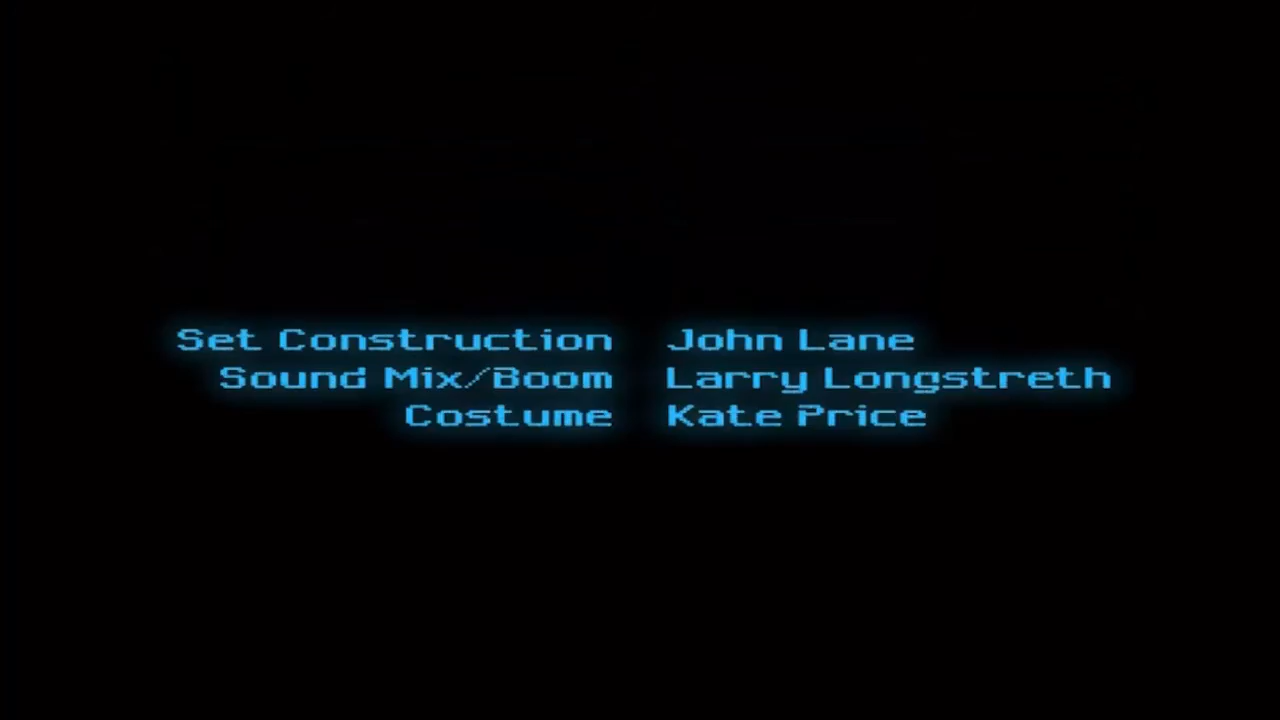 Set Construction John Lane
Sound Mix/Boom Larry Longstreth
Costume Kate Price